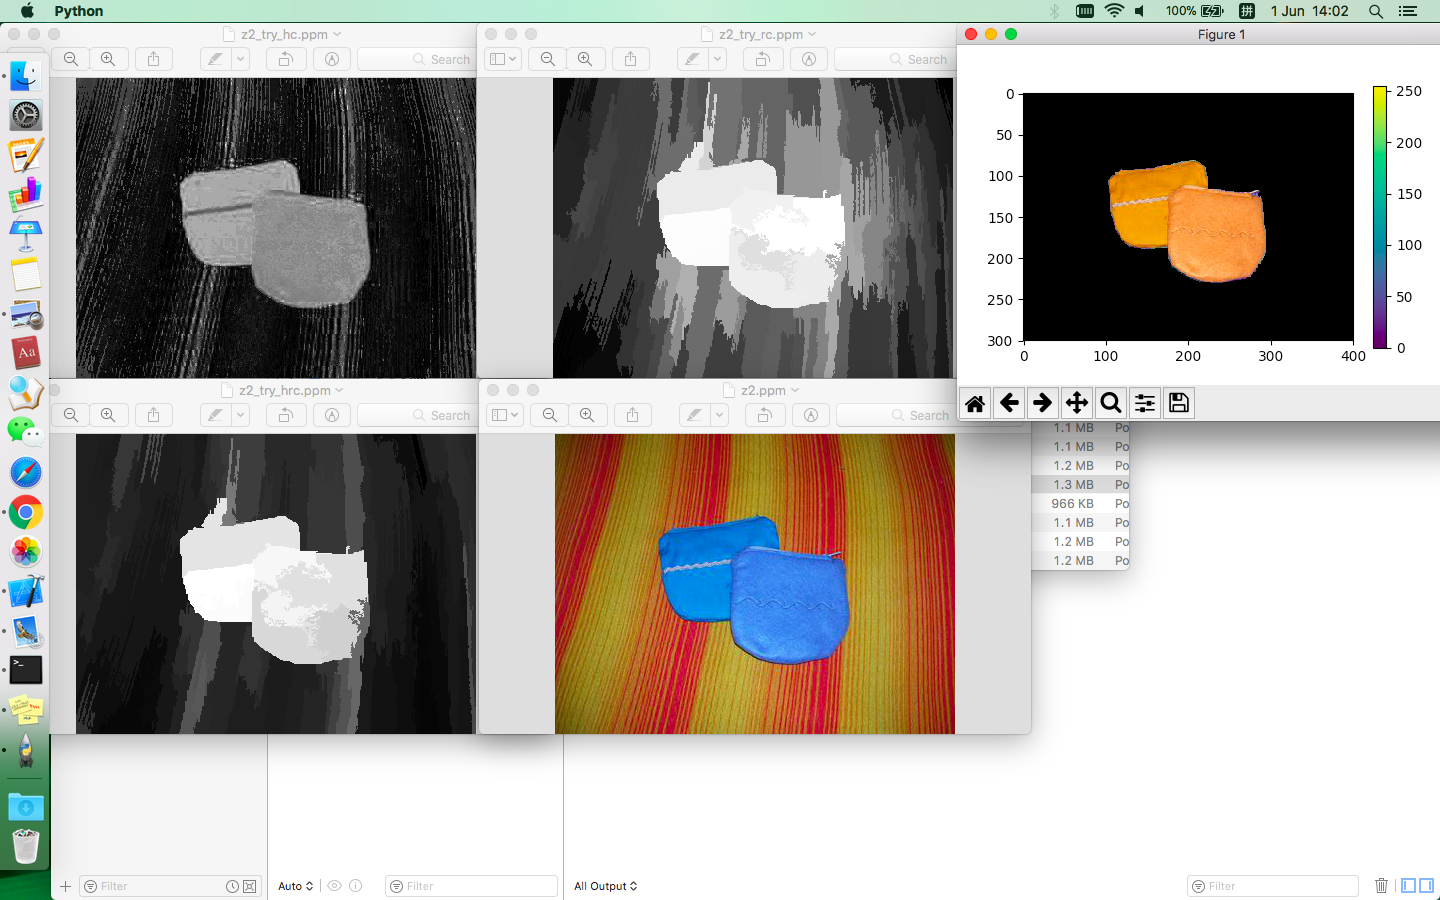 Python
100%
拼
1 Jun 14:02
z2_try_hc.ppm
z2_try_rc.ppm
Figure 1
Search
Search
0
50
100
150
200
250
300
0
100
200
300
400
250
200
150
100
50
0
z2_try_hrc.ppm
z2.ppm
Search
Search
1.1 MB Po
1.1 MB Po
1.2 MB Po
1.3 MB Po
966 KB Po
1.1 MB Po
1.2 MB Po
1.2 MB Po
Aa
>_
Filter
Auto
Filter
All Output
Filter